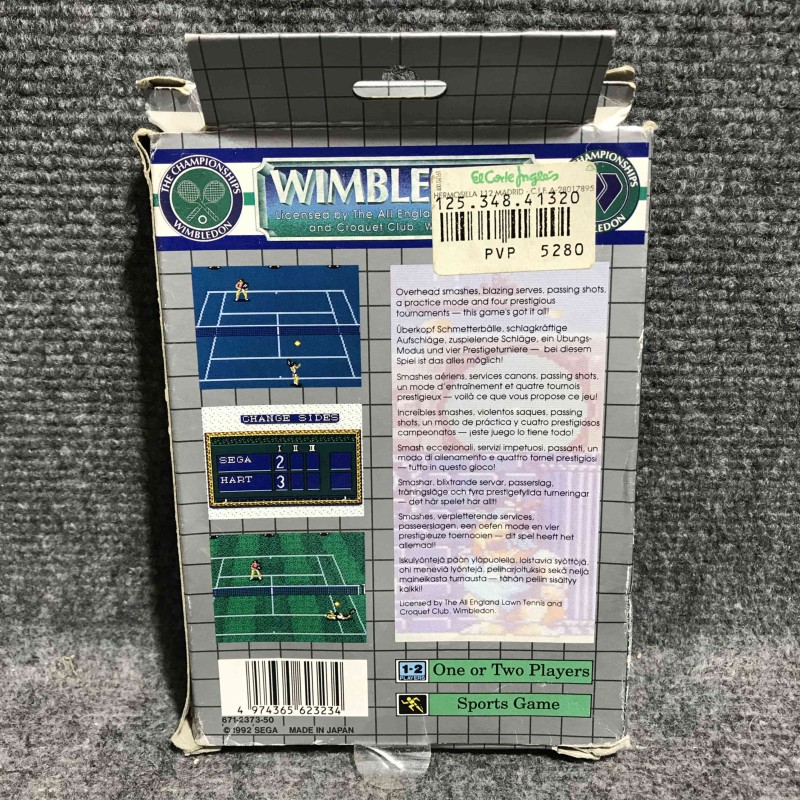 THE CHAMPIONSHIPS
WIMBLEDON
WIMBLE
Licensed by The All Engla
and Croquet Club, W
El Corte Inglés
HERMOSILLA 112 MADRID - C.I.F. A-28017895
125.348.41320
PVP 5280
AMPIONSHIPS
WIMBLEDON
Overhead smashes, blazing serves, passing shots,
a practice mode and four prestigious
tournaments — this game's got it all!
Überkopf Schmetterbälle, schlagkräftige
Aufschläge, zuspielende Schläge, ein Übungs-
Modus und vier Prestigeturniere — bei diesem
Spiel ist das alles möglich!
Smashes aériens, services canons, passing shots,
un mode d'entraînement et quatre tournois
prestigieux — voilà ce que vous propose ce jeu!
Increíbles smashes, violentos saques, passing
shots, un modo de práctica y cuatro prestigiosos
campeonatos — ¡este juego lo tiene todo!
Smash eccezionali, servizi impetuosi, passanti, un
modo di allenamento e quattro tornei prestigiosi
— tutto in questo gioco!
Smashar, blixtrande servar, passerslag,
träningsläge och fyra prestigefyllda turneringar
— det här spelet har allt!
Smashes, verpletterende services,
passeerslagen, een oefen mode en vier
prestigieuze toernooien — dit spel heeft het
allemaal!
Iskulyöntejä pään yläpuolella, loistavia syöttöjä,
ohi meneviä lyöntejä, peliharjoituksia sekä neljä
maineikasta turnausta — tähän peliin sisältyy
kaikki!
Licensed by The All England Lawn Tennis and
Croquet Club, Wimbledon.
CHANGE SIDES
I II III
SEGA 2
HART 3
1-2
PLAYERS
One or Two Players
Sports Game
4 974365 623234
671-2373-50
© 1992 SEGA MADE IN JAPAN